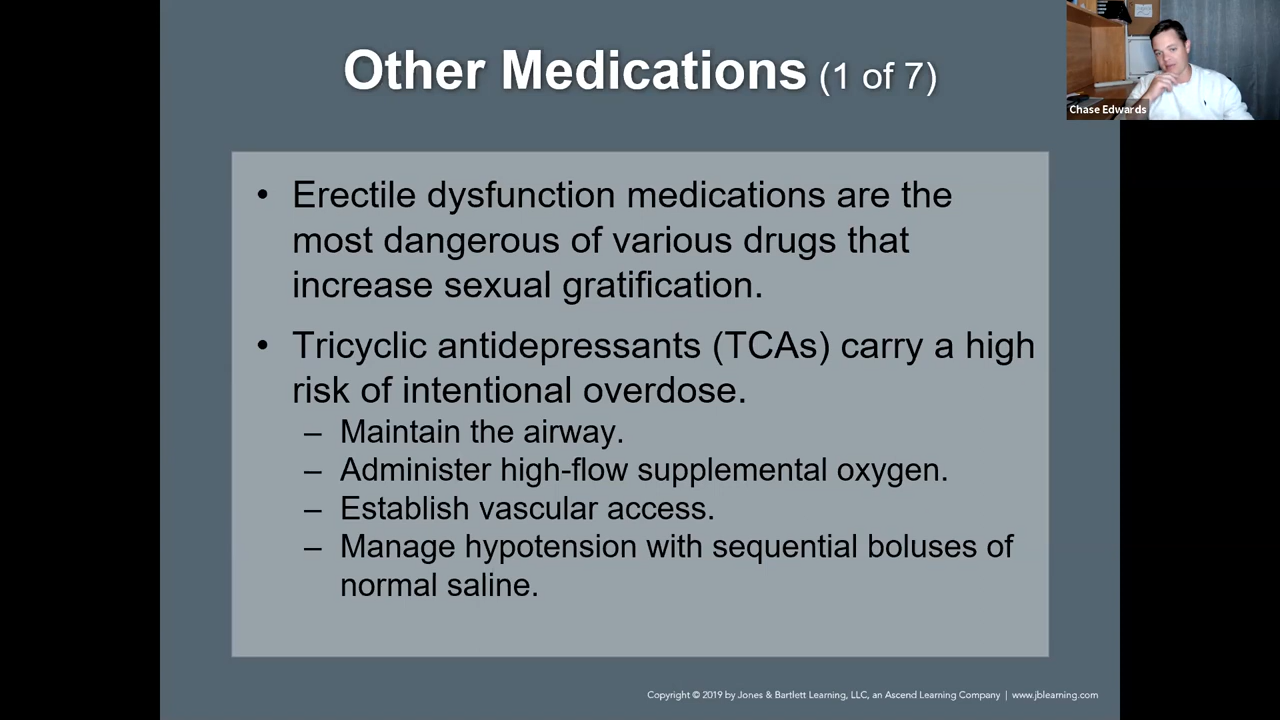 Other Medications (1 of 7)
Chase Edwards
• Erectile dysfunction medications are the
most dangerous of various drugs that
increase sexual gratification.
• Tricyclic antidepressants (TCAs) carry a high
risk of intentional overdose.
– Maintain the airway.
– Administer high-flow supplemental oxygen.
– Establish vascular access.
– Manage hypotension with sequential boluses of
normal saline.
Copyright © 2019 by Jones & Bartlett Learning, LLC, an Ascend Learning Company | www.jblearning.com